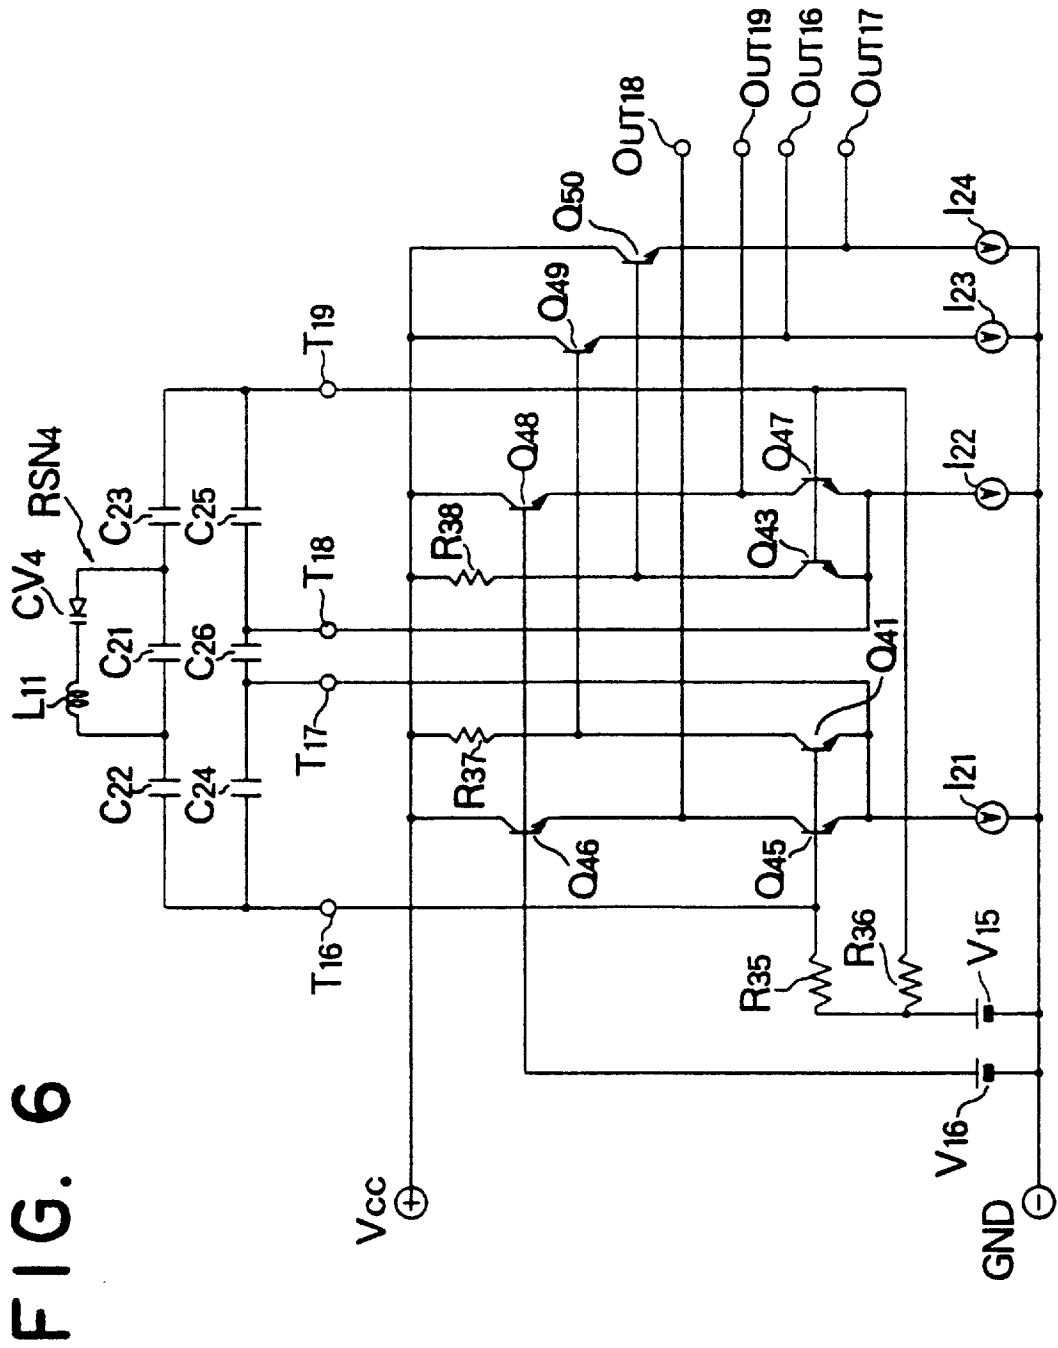 FIG. 6
RSN4
L11
CV4
C22
C21
C23
C24
C26
C25
T16
T17
T18
T19
Vcc
R37
R38
Q46
Q48
Q49
Q50
OUT18
OUT19
OUT16
OUT17
Q45
Q41
Q43
Q47
R35
R36
V16
V15
I21
I22
I23
I24
GND